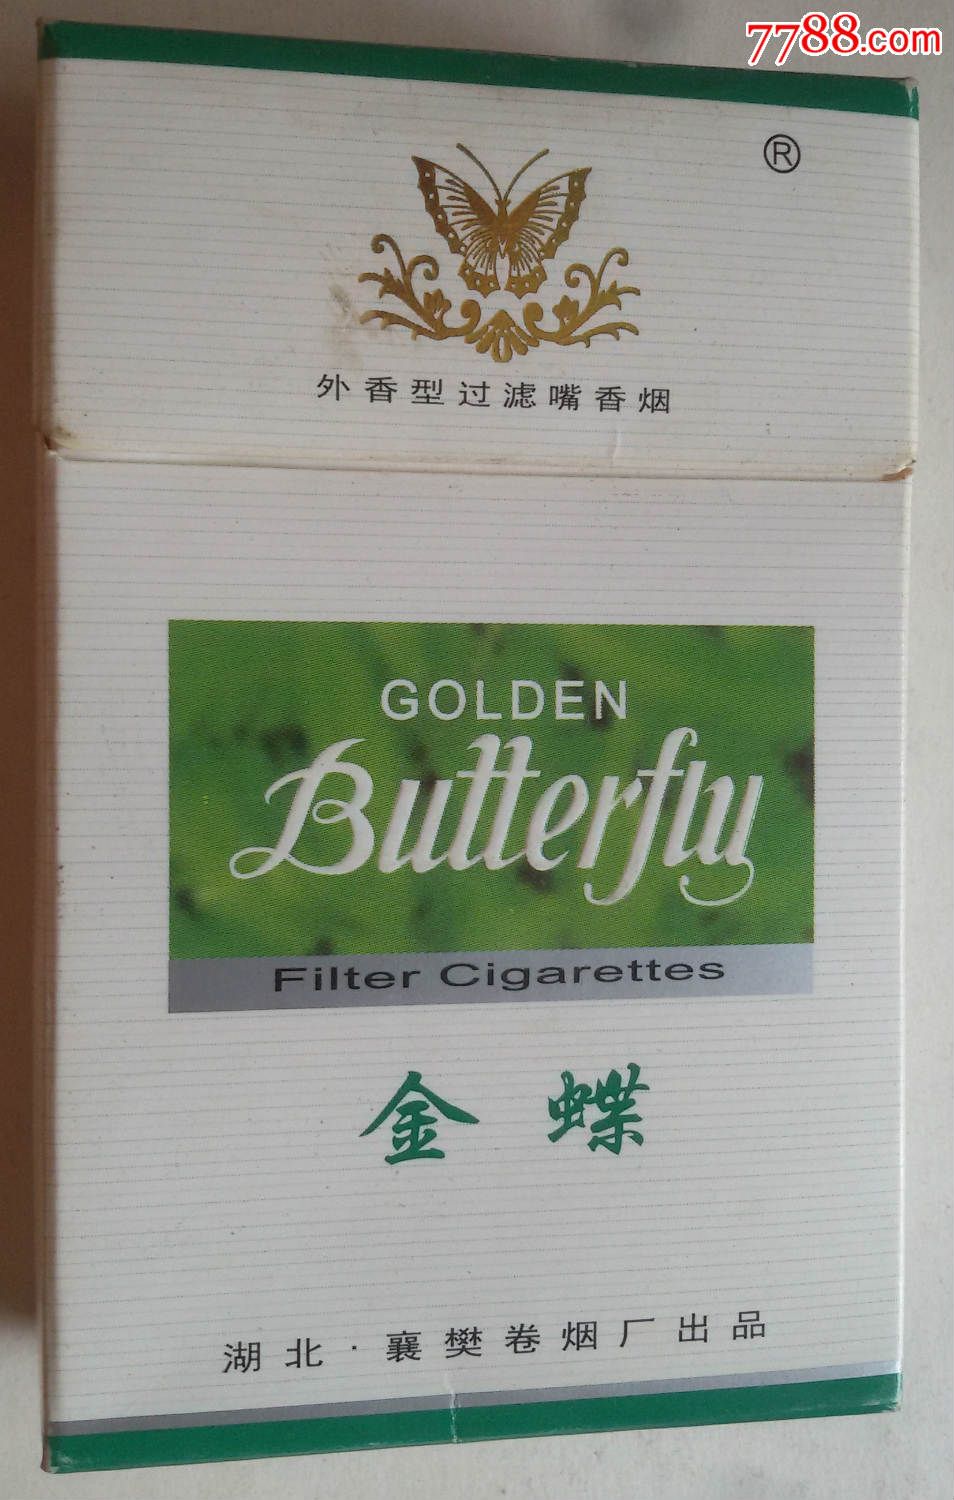 7788.com
®
外香型过滤嘴香烟
GOLDEN
Butterfly
Filter Cigarettes
金蝶
湖北·襄樊卷烟厂出品